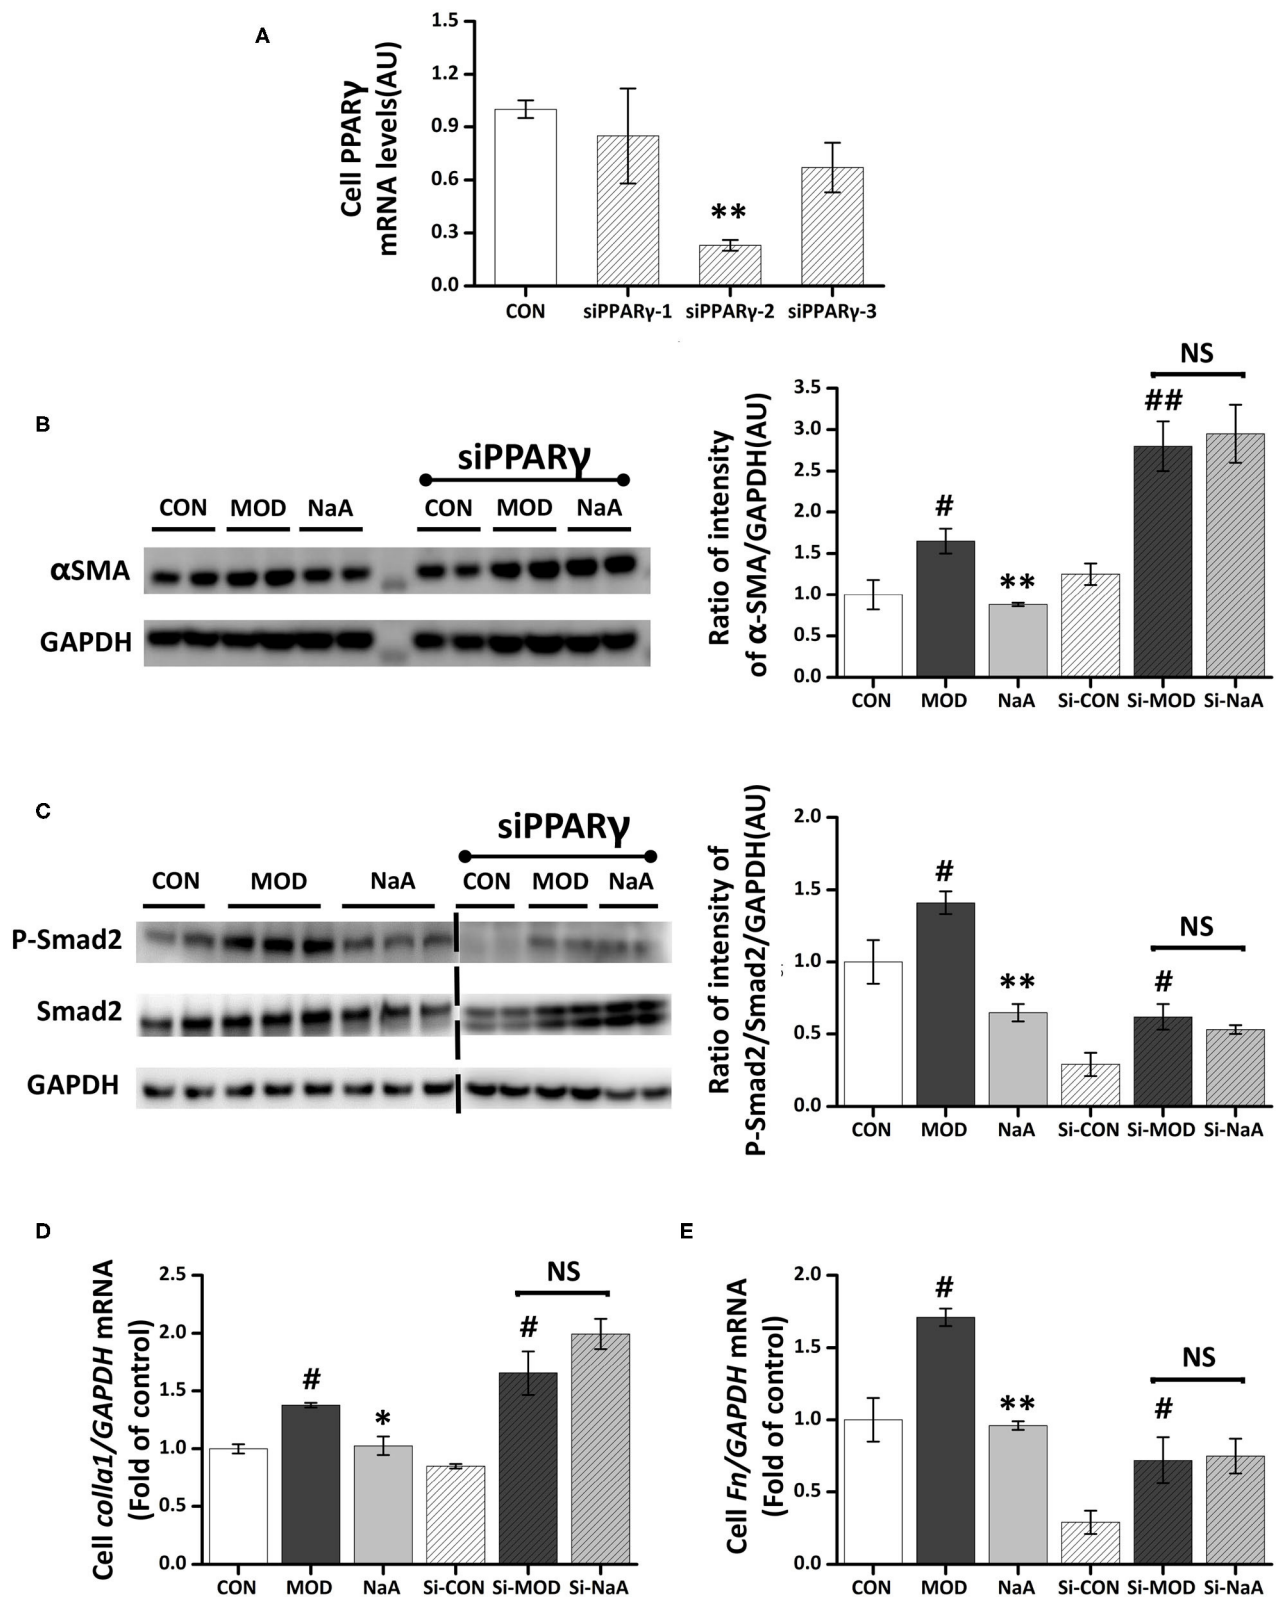 A
Cell PPARγ
mRNA levels(AU)
1.5
1.2
0.9
0.6
0.3
0.0
**
CON siPPARγ-1 siPPARγ-2 siPPARγ-3
B
siPPARγ
CON MOD NaA CON MOD NaA
αSMA
GAPDH
Ratio of intensity
of α-SMA/GAPDH(AU)
3.5
3.0
2.5
2.0
1.5
1.0
0.5
0.0
NS
##
#
**
CON MOD NaA Si-CON Si-MOD Si-NaA
C
siPPARγ
CON MOD NaA CON MOD NaA
P-Smad2
Smad2
GAPDH
Ratio of intensity of
P-Smad2/Smad2/GAPDH(AU)
2.0
1.5
1.0
0.5
0.0
#
NS
**
#
CON MOD NaA Si-CON Si-MOD Si-NaA
D
Cell colla1/GAPDH mRNA
(Fold of control)
2.5
2.0
1.5
1.0
0.5
0.0
NS
#
#
*
CON MOD NaA Si-CON Si-MOD Si-NaA
E
Cell Fn/GAPDH mRNA
(Fold of control)
2.0
1.5
1.0
0.5
0.0
#
NS
**
#
CON MOD NaA Si-CON Si-MOD Si-NaA